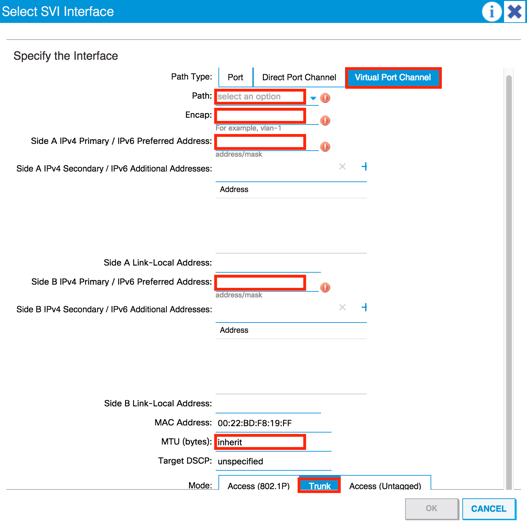 Select SVI Interface
Specify the Interface
Path Type: Port Direct Port Channel Virtual Port Channel
Path: select an option
Encap:
For example, vlan-1
Side A IPv4 Primary / IPv6 Preferred Address:
address/mask
Side A IPv4 Secondary / IPv6 Additional Addresses:
Address
Side A Link-Local Address:
Side B IPv4 Primary / IPv6 Preferred Address:
address/mask
Side B IPv4 Secondary / IPv6 Additional Addresses:
Address
Side B Link-Local Address:
MAC Address: 00:22:BD:F8:19:FF
MTU (bytes): inherit
Target DSCP: unspecified
Mode: Access (802.1P) Trunk Access (Untagged)
OK CANCEL